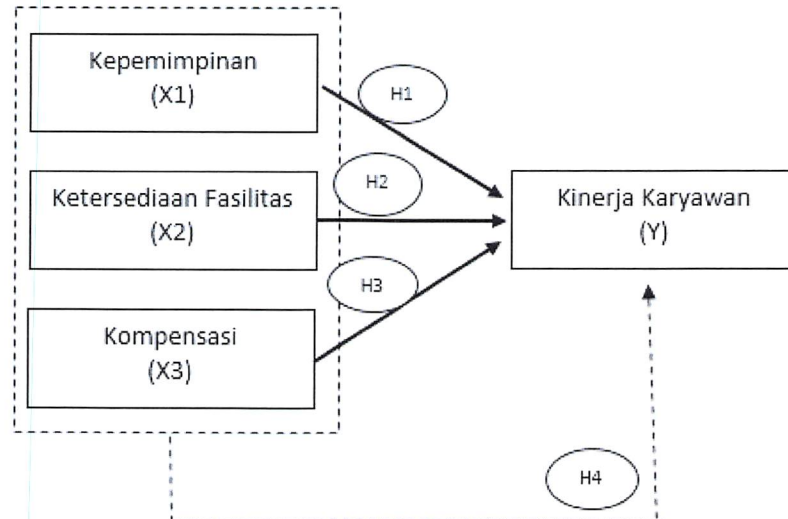 Kepemimpinan
(X1)
H1
Ketersediaan Fasilitas
(X2)
H2
Kinerja Karyawan
(Y)
H3
Kompensasi
(X3)
H4